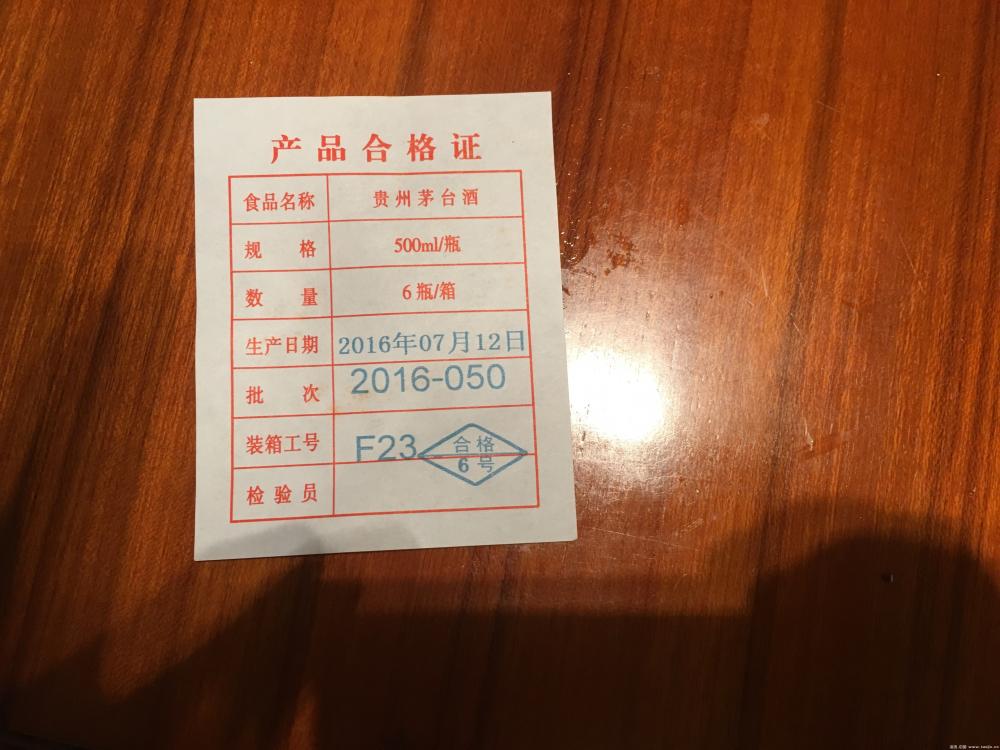 产品合格证
食品名称 贵州茅台酒
规 格 500ml/瓶
数 量 6瓶/箱
生产日期 2016年07月12日
批 次 2016-050
装箱工号 F23 合格
6号
检验员